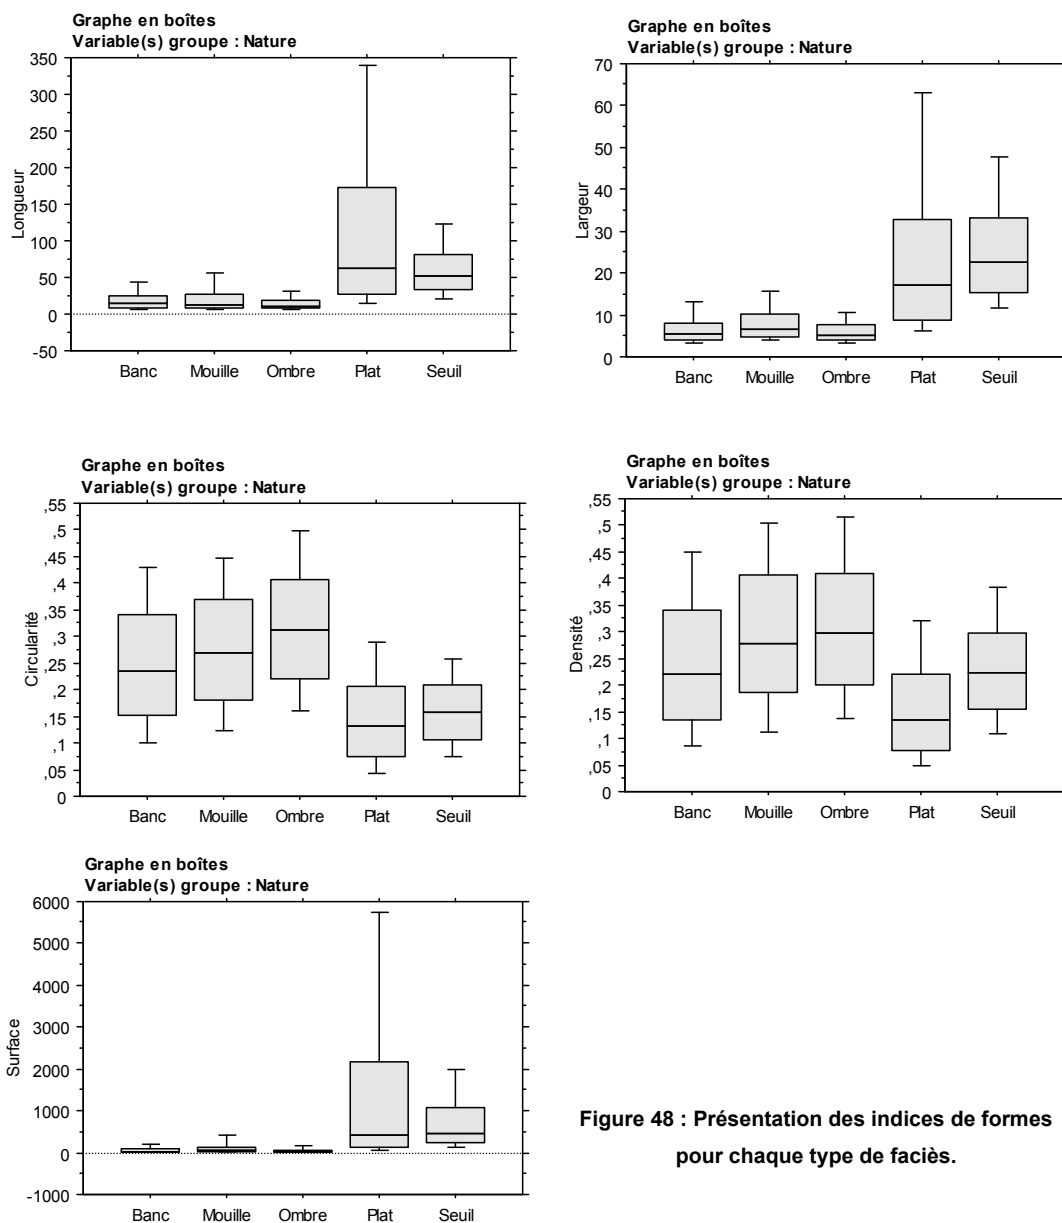 Graphe en boîtes
Variable(s) groupe : Nature
350
300
250
200
150
100
50
0
-50
Longueur
Banc Mouille Ombre Plat Seuil
Graphe en boîtes
Variable(s) groupe : Nature
70
60
50
40
30
20
10
0
Largeur
Banc Mouille Ombre Plat Seuil
Graphe en boîtes
Variable(s) groupe : Nature
,55
,5
,45
,4
,35
,3
,25
,2
,15
,1
,05
0
Circularité
Banc Mouille Ombre Plat Seuil
Graphe en boîtes
Variable(s) groupe : Nature
,55
,5
,45
,4
,35
,3
,25
,2
,15
,1
,05
0
Densité
Banc Mouille Ombre Plat Seuil
Graphe en boîtes
Variable(s) groupe : Nature
6000
5000
4000
3000
2000
1000
0
-1000
Surface
Banc Mouille Ombre Plat Seuil
Figure 48 : Présentation des indices de formes
pour chaque type de faciès.